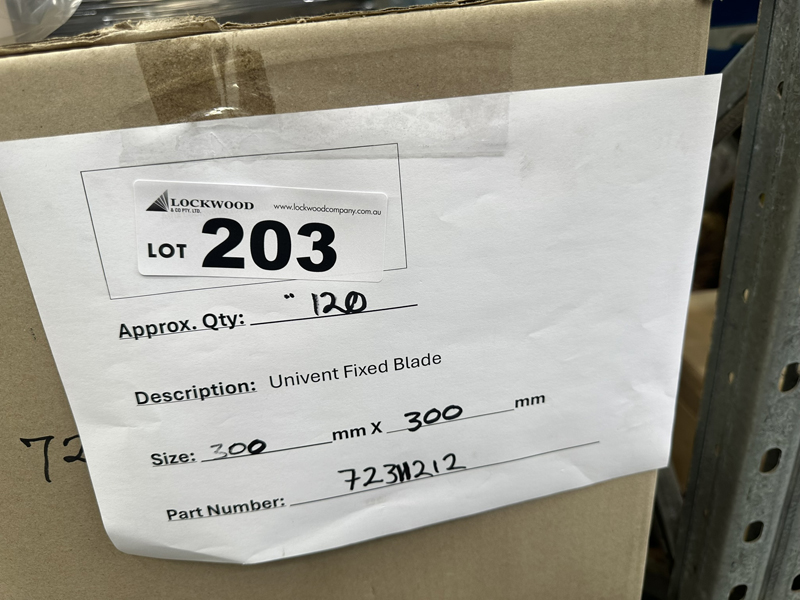 LOCKWOOD www.lockwoodcompany.com.au
& CO PTY. LTD.
LOT 203
Approx. Qty: " 120
Description: Univent Fixed Blade
Size: 300 mm X 300 mm
72
Part Number: 723H212